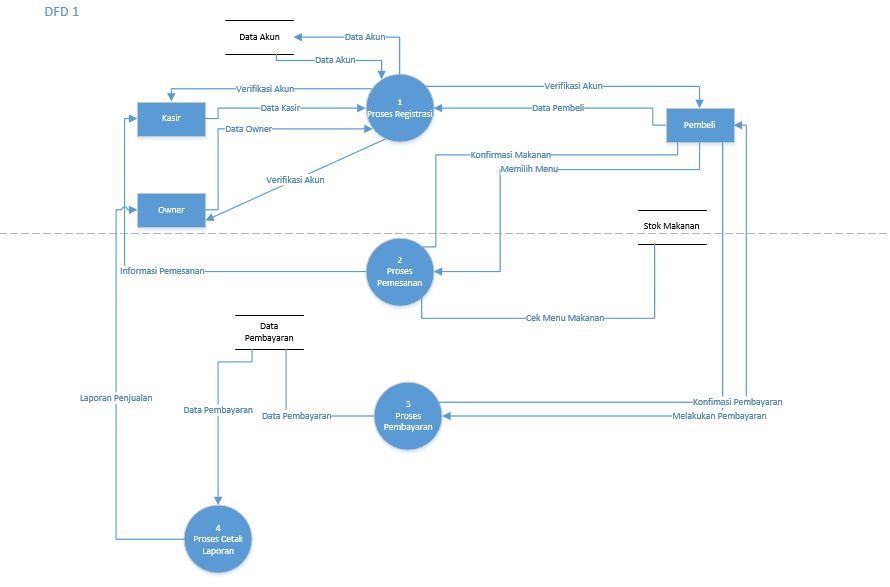 DFD 1
Data Akun
Data Akun
Data Akun
Verifikasi Akun
Verifikasi Akun
1
Proses Registrasi
Kasir
Data Kasir
Data Pembeli
Pembeli
Data Owner
Konfirmasi Makanan
Memilih Menu
Verifikasi Akun
Owner
Stok Makanan
2
Proses
Pemesanan
Informasi Pemesanan
Cek Menu Makanan
Data
Pembayaran
Laporan Penjualan
Data Pembayaran
Data Pembayaran
3
Proses
Pembayaran
Konfimasi Pembayaran
Melakukan Pembayaran
4
Proses Cetak
Laporan